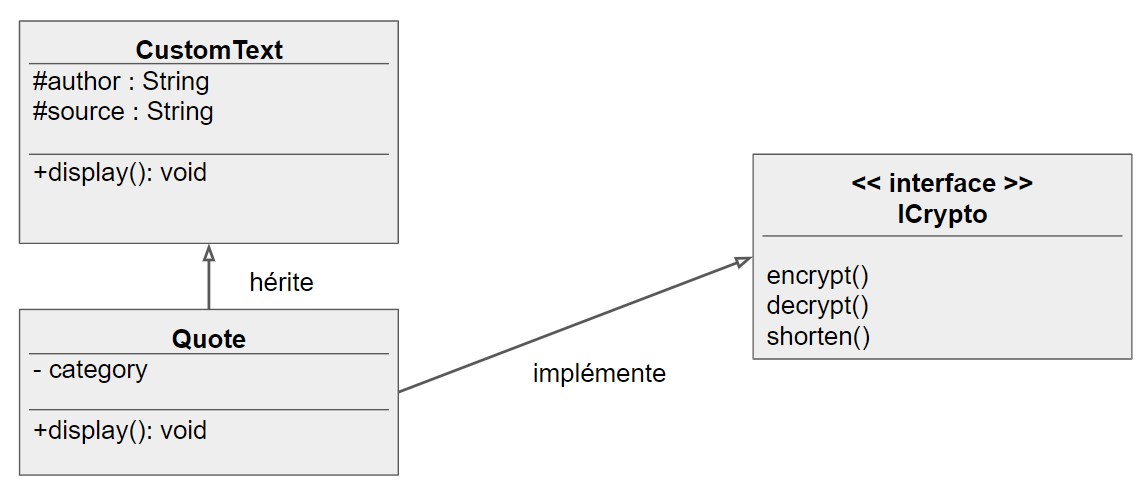 CustomText
#author : String
#source : String
+display(): void
hérite
Quote
- category
+display(): void
implémente
<< interface >>
ICrypto
encrypt()
decrypt()
shorten()